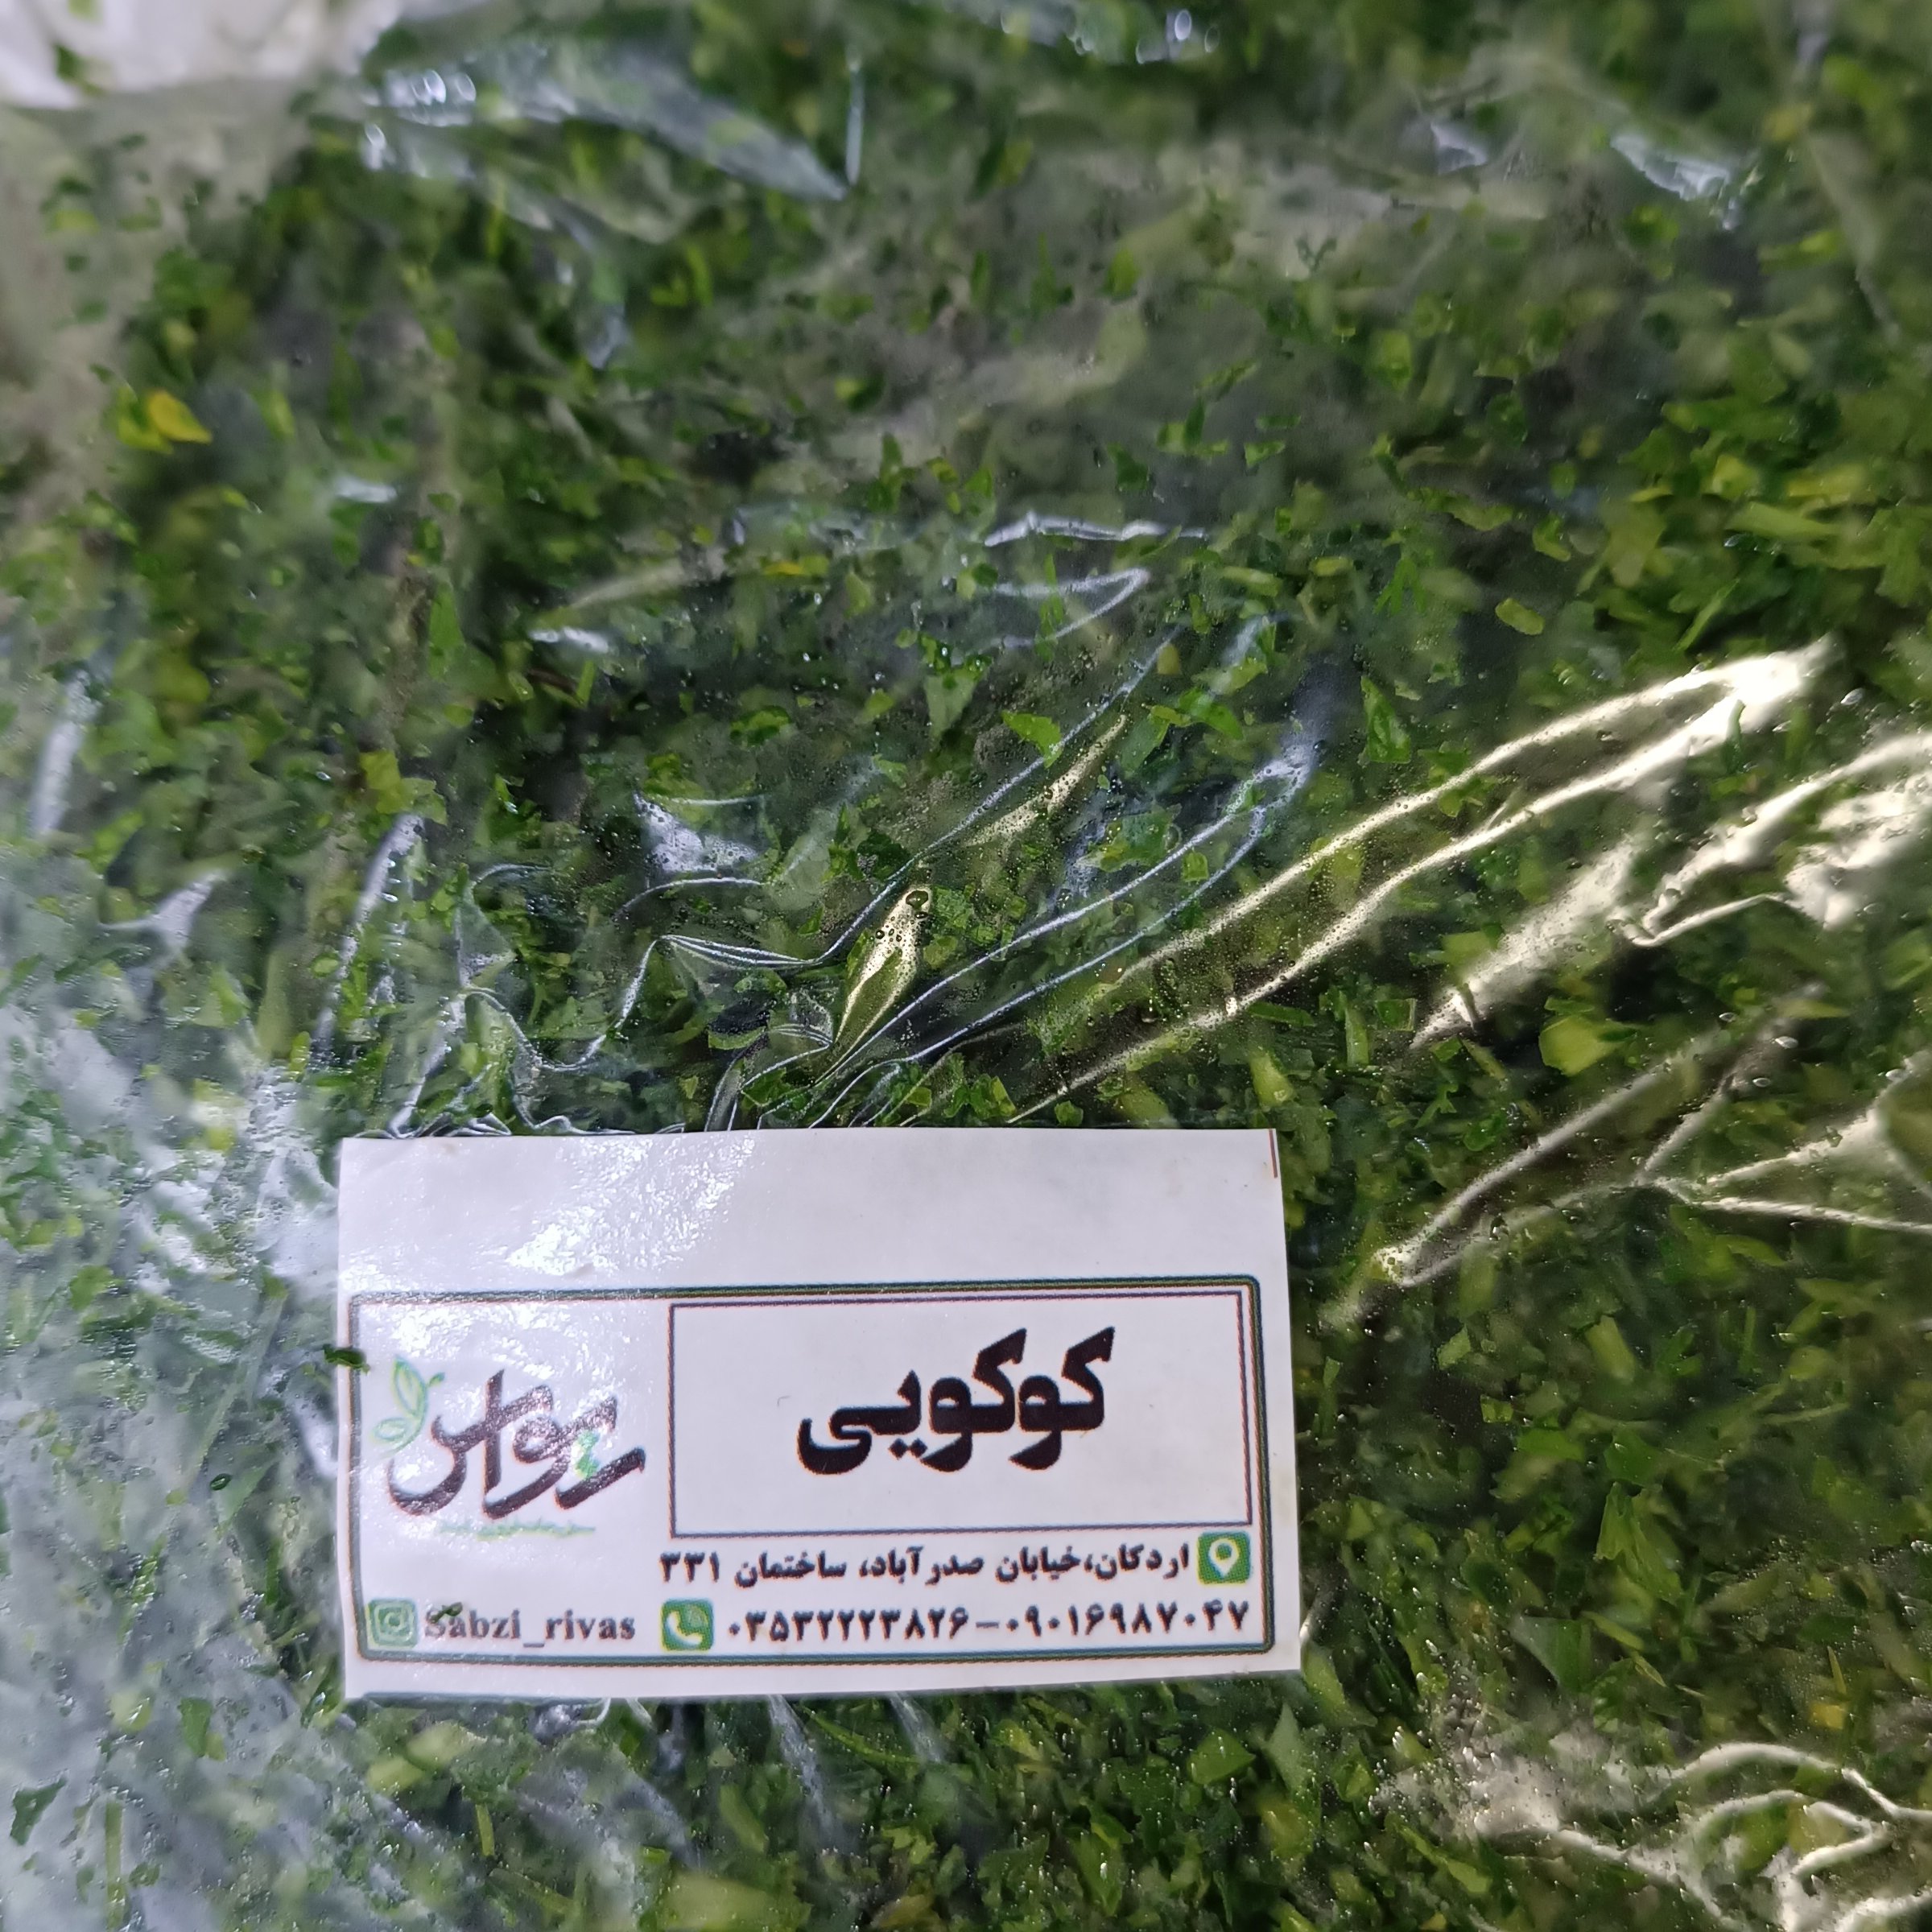 کوکویی
ریواس
اردکان،خیابان صدرآباد، ساختمان ۳۳۱
۰۳۵۳۲۲۲۳۸۲۶-۰۹۰۱۶۹۸۷۰۴۷
Sabzi_rivas